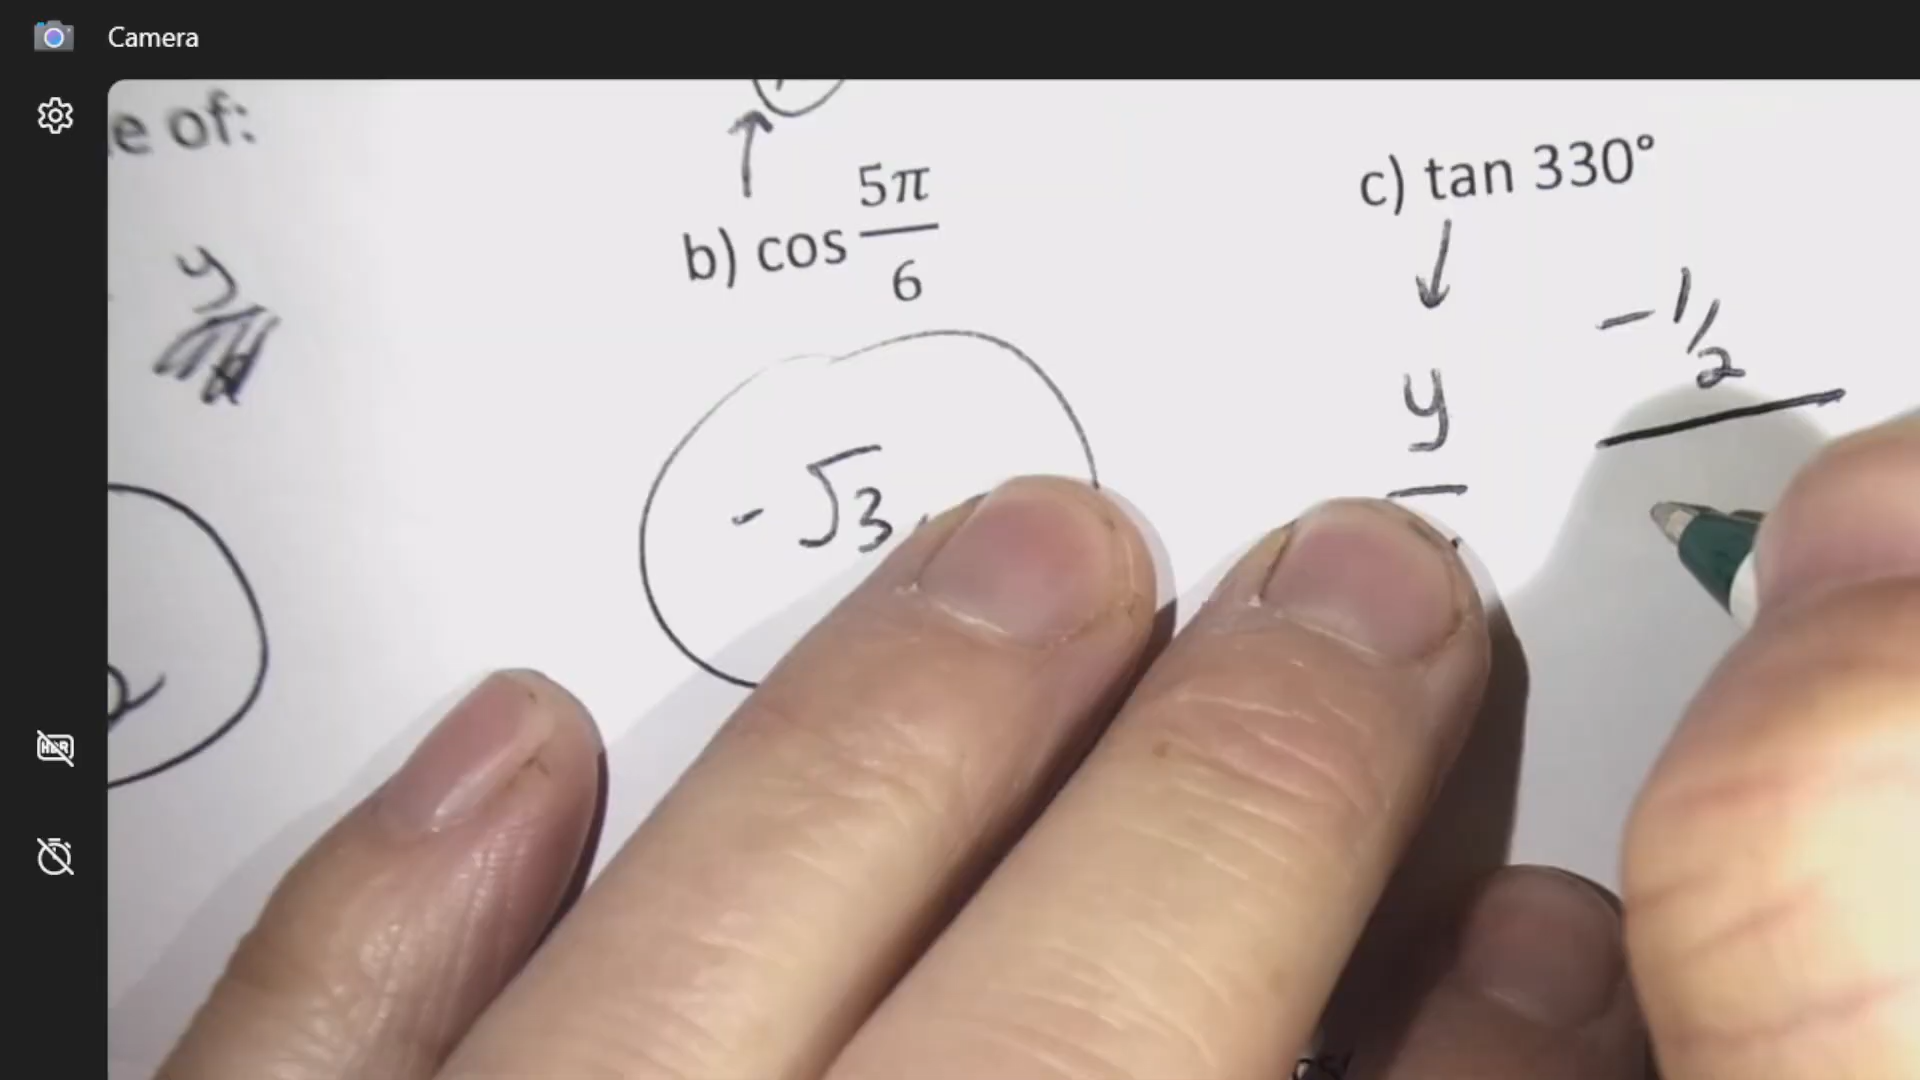 Camera
e of:
b) cos 5π/6
c) tan 330°
y
-√3
y
-1/2